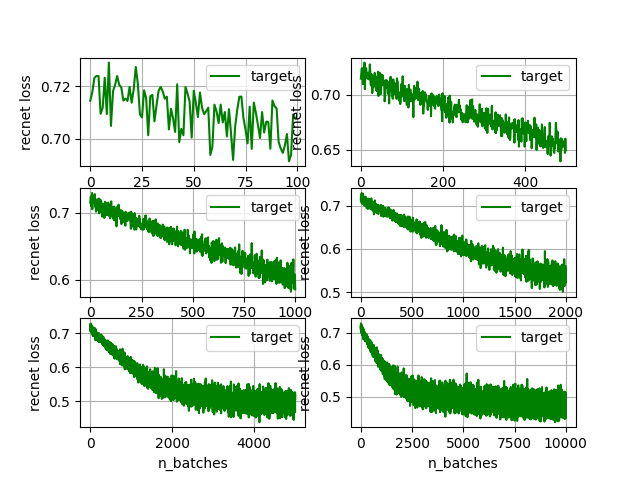 target
recnet loss
0.72
0.70
0
25
50
75
100
target
recnet loss
0.70
0.65
0
200
400
target
recnet loss
0.7
0.6
0
250
500
750
1000
target
recnet loss
0.7
0.6
0.5
0
500
1000
1500
2000
target
recnet loss
0.7
0.6
0.5
0
2000
4000
n_batches
target
recnet loss
0.7
0.6
0.5
0
2500
5000
7500
10000
n_batches